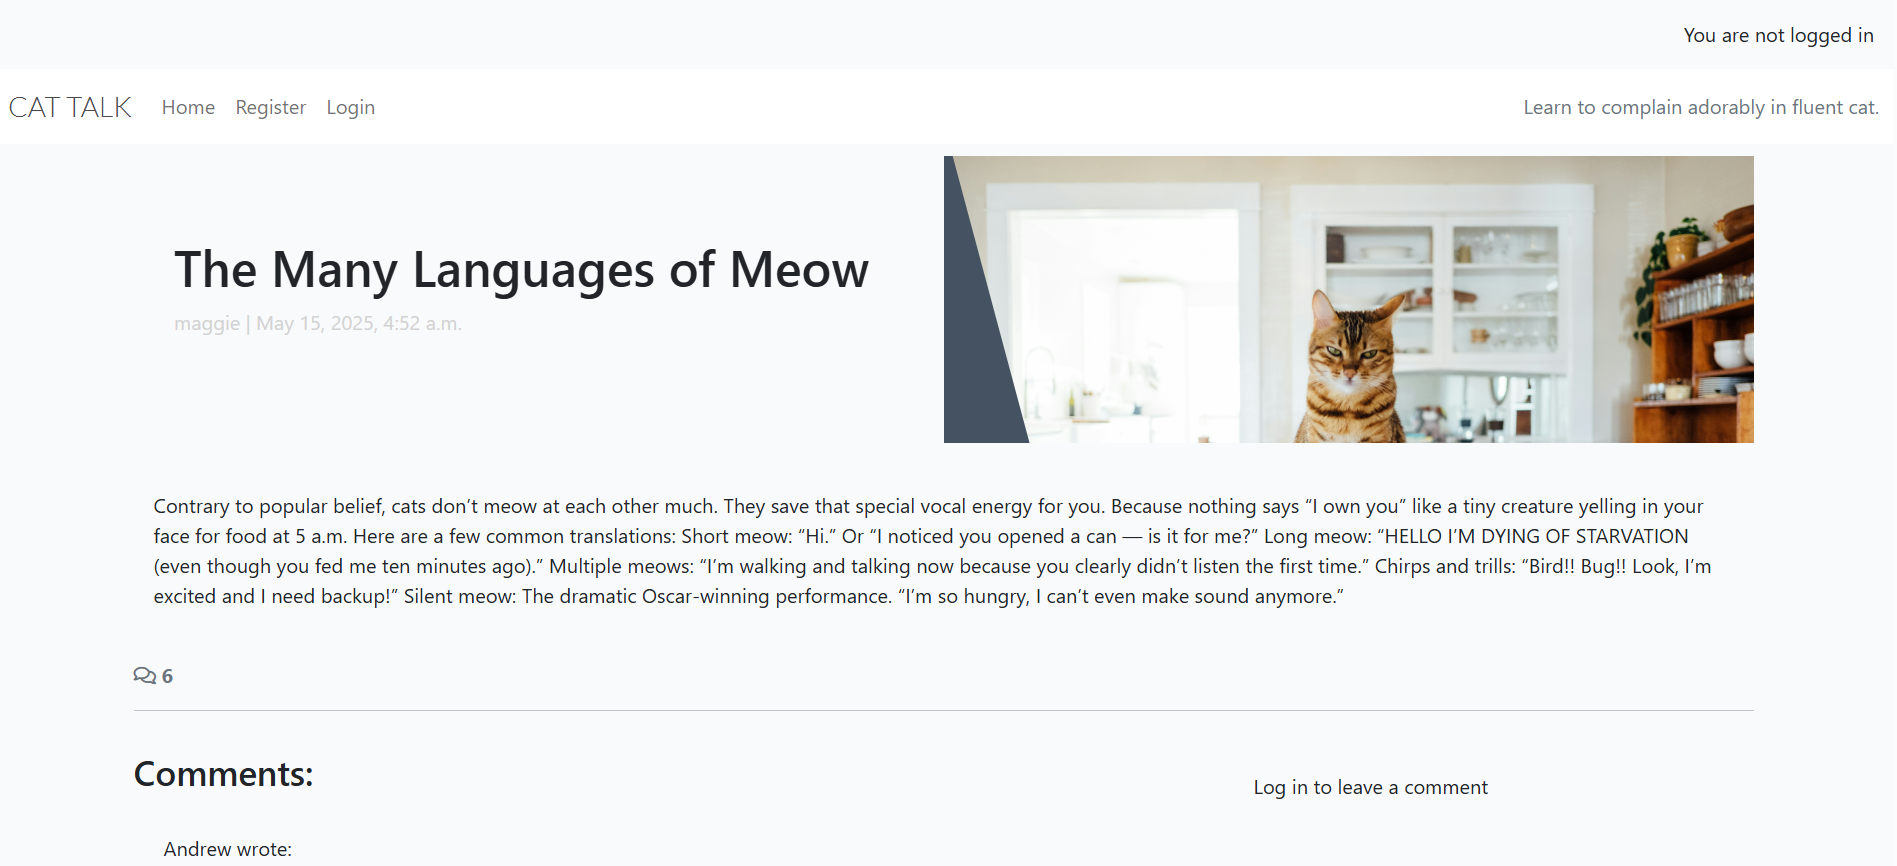 You are not logged in
CAT TALK Home Register Login Learn to complain adorably in fluent cat.
The Many Languages of Meow
maggie | May 15, 2025, 4:52 a.m.
Contrary to popular belief, cats don’t meow at each other much. They save that special vocal energy for you. Because nothing says “I own you” like a tiny creature yelling in your
face for food at 5 a.m. Here are a few common translations: Short meow: “Hi.” Or “I noticed you opened a can — is it for me?” Long meow: “HELLO I’M DYING OF STARVATION
(even though you fed me ten minutes ago).” Multiple meows: “I’m walking and talking now because you clearly didn’t listen the first time.” Chirps and trills: “Bird!! Bug!! Look, I’m
excited and I need backup!” Silent meow: The dramatic Oscar-winning performance. “I’m so hungry, I can’t even make sound anymore.”
6
Comments:
Log in to leave a comment
Andrew wrote: